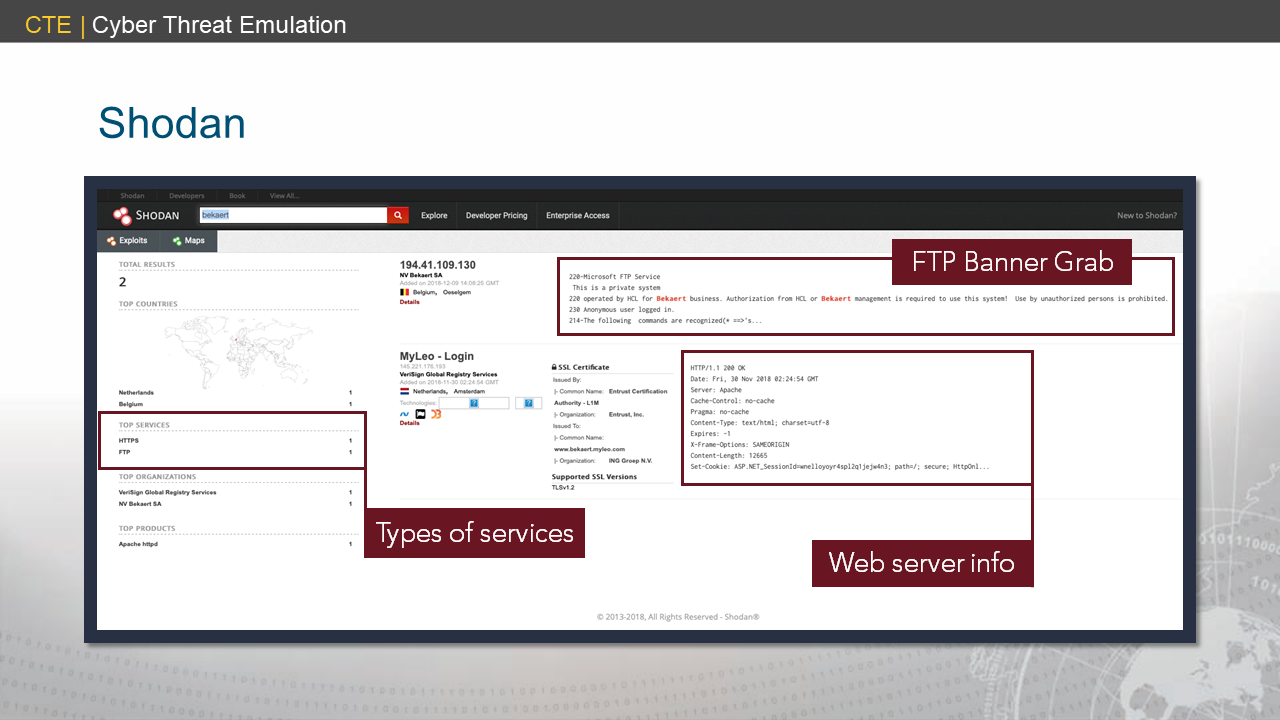 CTE | Cyber Threat Emulation
Shodan
Shodan Developers Book View All...
SHODAN bekaert Explore Developer Pricing Enterprise Access New to Shodan?
Exploits Maps
TOTAL RESULTS
2
TOP COUNTRIES
Netherlands 1
Belgium 1
TOP SERVICES
HTTPS 1
FTP 1
TOP ORGANIZATIONS
VeriSign Global Registry Services 1
NV Bekaert SA 1
TOP PRODUCTS
Apache httpd 1
Types of services
194.41.109.130
NV Bekaert SA
Added on 2018-12-09 14:08:25 GMT
Belgium, Oeselgem
Details
FTP Banner Grab
220-Microsoft FTP Service
This is a private system
220 operated by HCL for Bekaert business. Authorization from HCL or Bekaert management is required to use this system! Use by unauthorized persons is prohibited.
230 Anonymous user logged in.
214-The following commands are recognized(* ==>'s...
MyLeo - Login
145.221.176.193
VeriSign Global Registry Services
Added on 2018-11-30 02:24:54 GMT
Netherlands, Amsterdam
Technologies:
Details
SSL Certificate
Issued By:
|- Common Name: Entrust Certification
Authority - L1M
|- Organization: Entrust, Inc.
Issued To:
|- Common Name:
www.bekaert.myleo.com
|- Organization: ING Groep N.V.
Supported SSL Versions
TLSv1.2
HTTP/1.1 200 OK
Date: Fri, 30 Nov 2018 02:24:54 GMT
Server: Apache
Cache-Control: no-cache
Pragma: no-cache
Content-Type: text/html; charset=utf-8
Expires: -1
X-Frame-Options: SAMEORIGIN
Content-Length: 12665
Set-Cookie: ASP.NET_SessionId=wnelloyoyr4spl2q1jejw4n3; path=/; secure; HttpOnl...
Web server info
© 2013-2018, All Rights Reserved - Shodan®